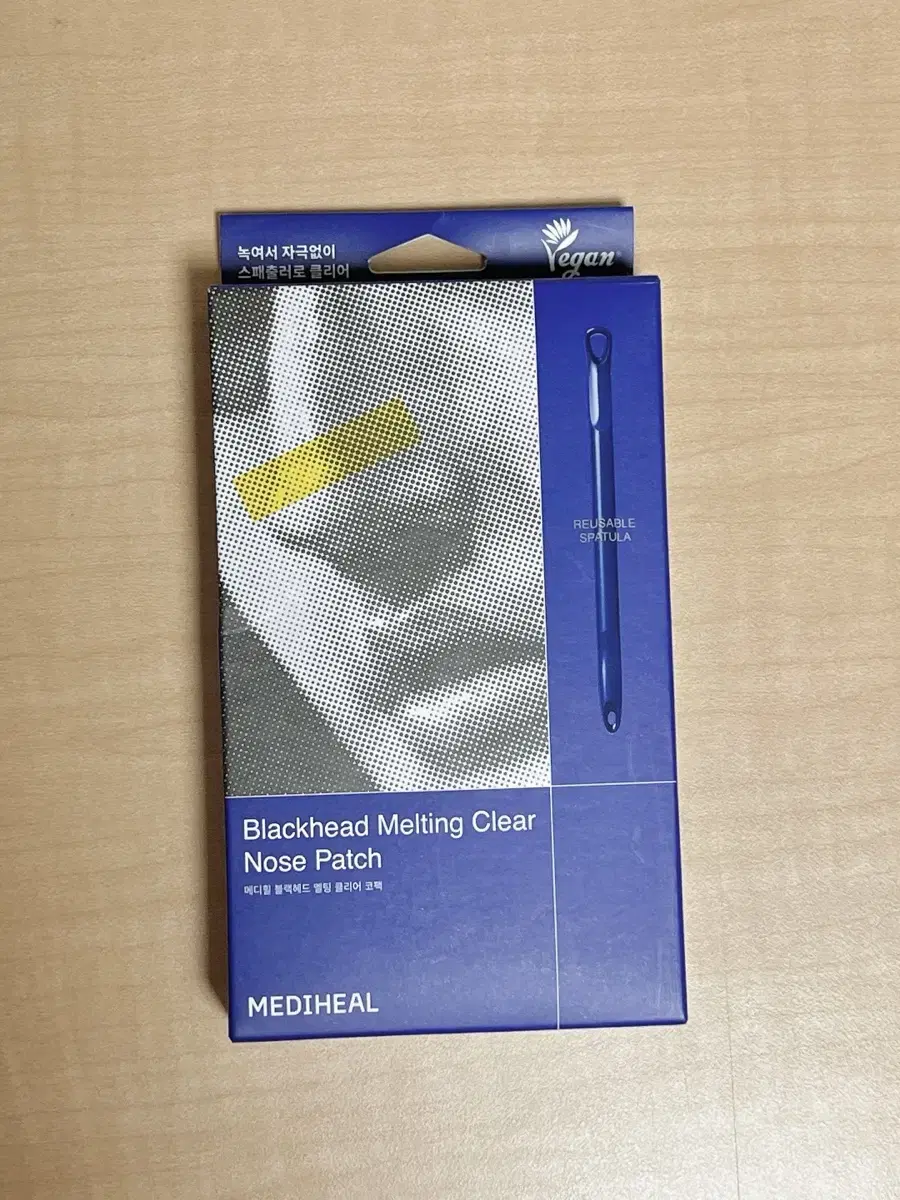 녹여서 자극없이
스패츌러로 클리어
Vegan
REUSABLE
SPATULA
Blackhead Melting Clear
Nose Patch
메디힐 블랙헤드 멜팅 클리어 코팩
MEDIHEAL